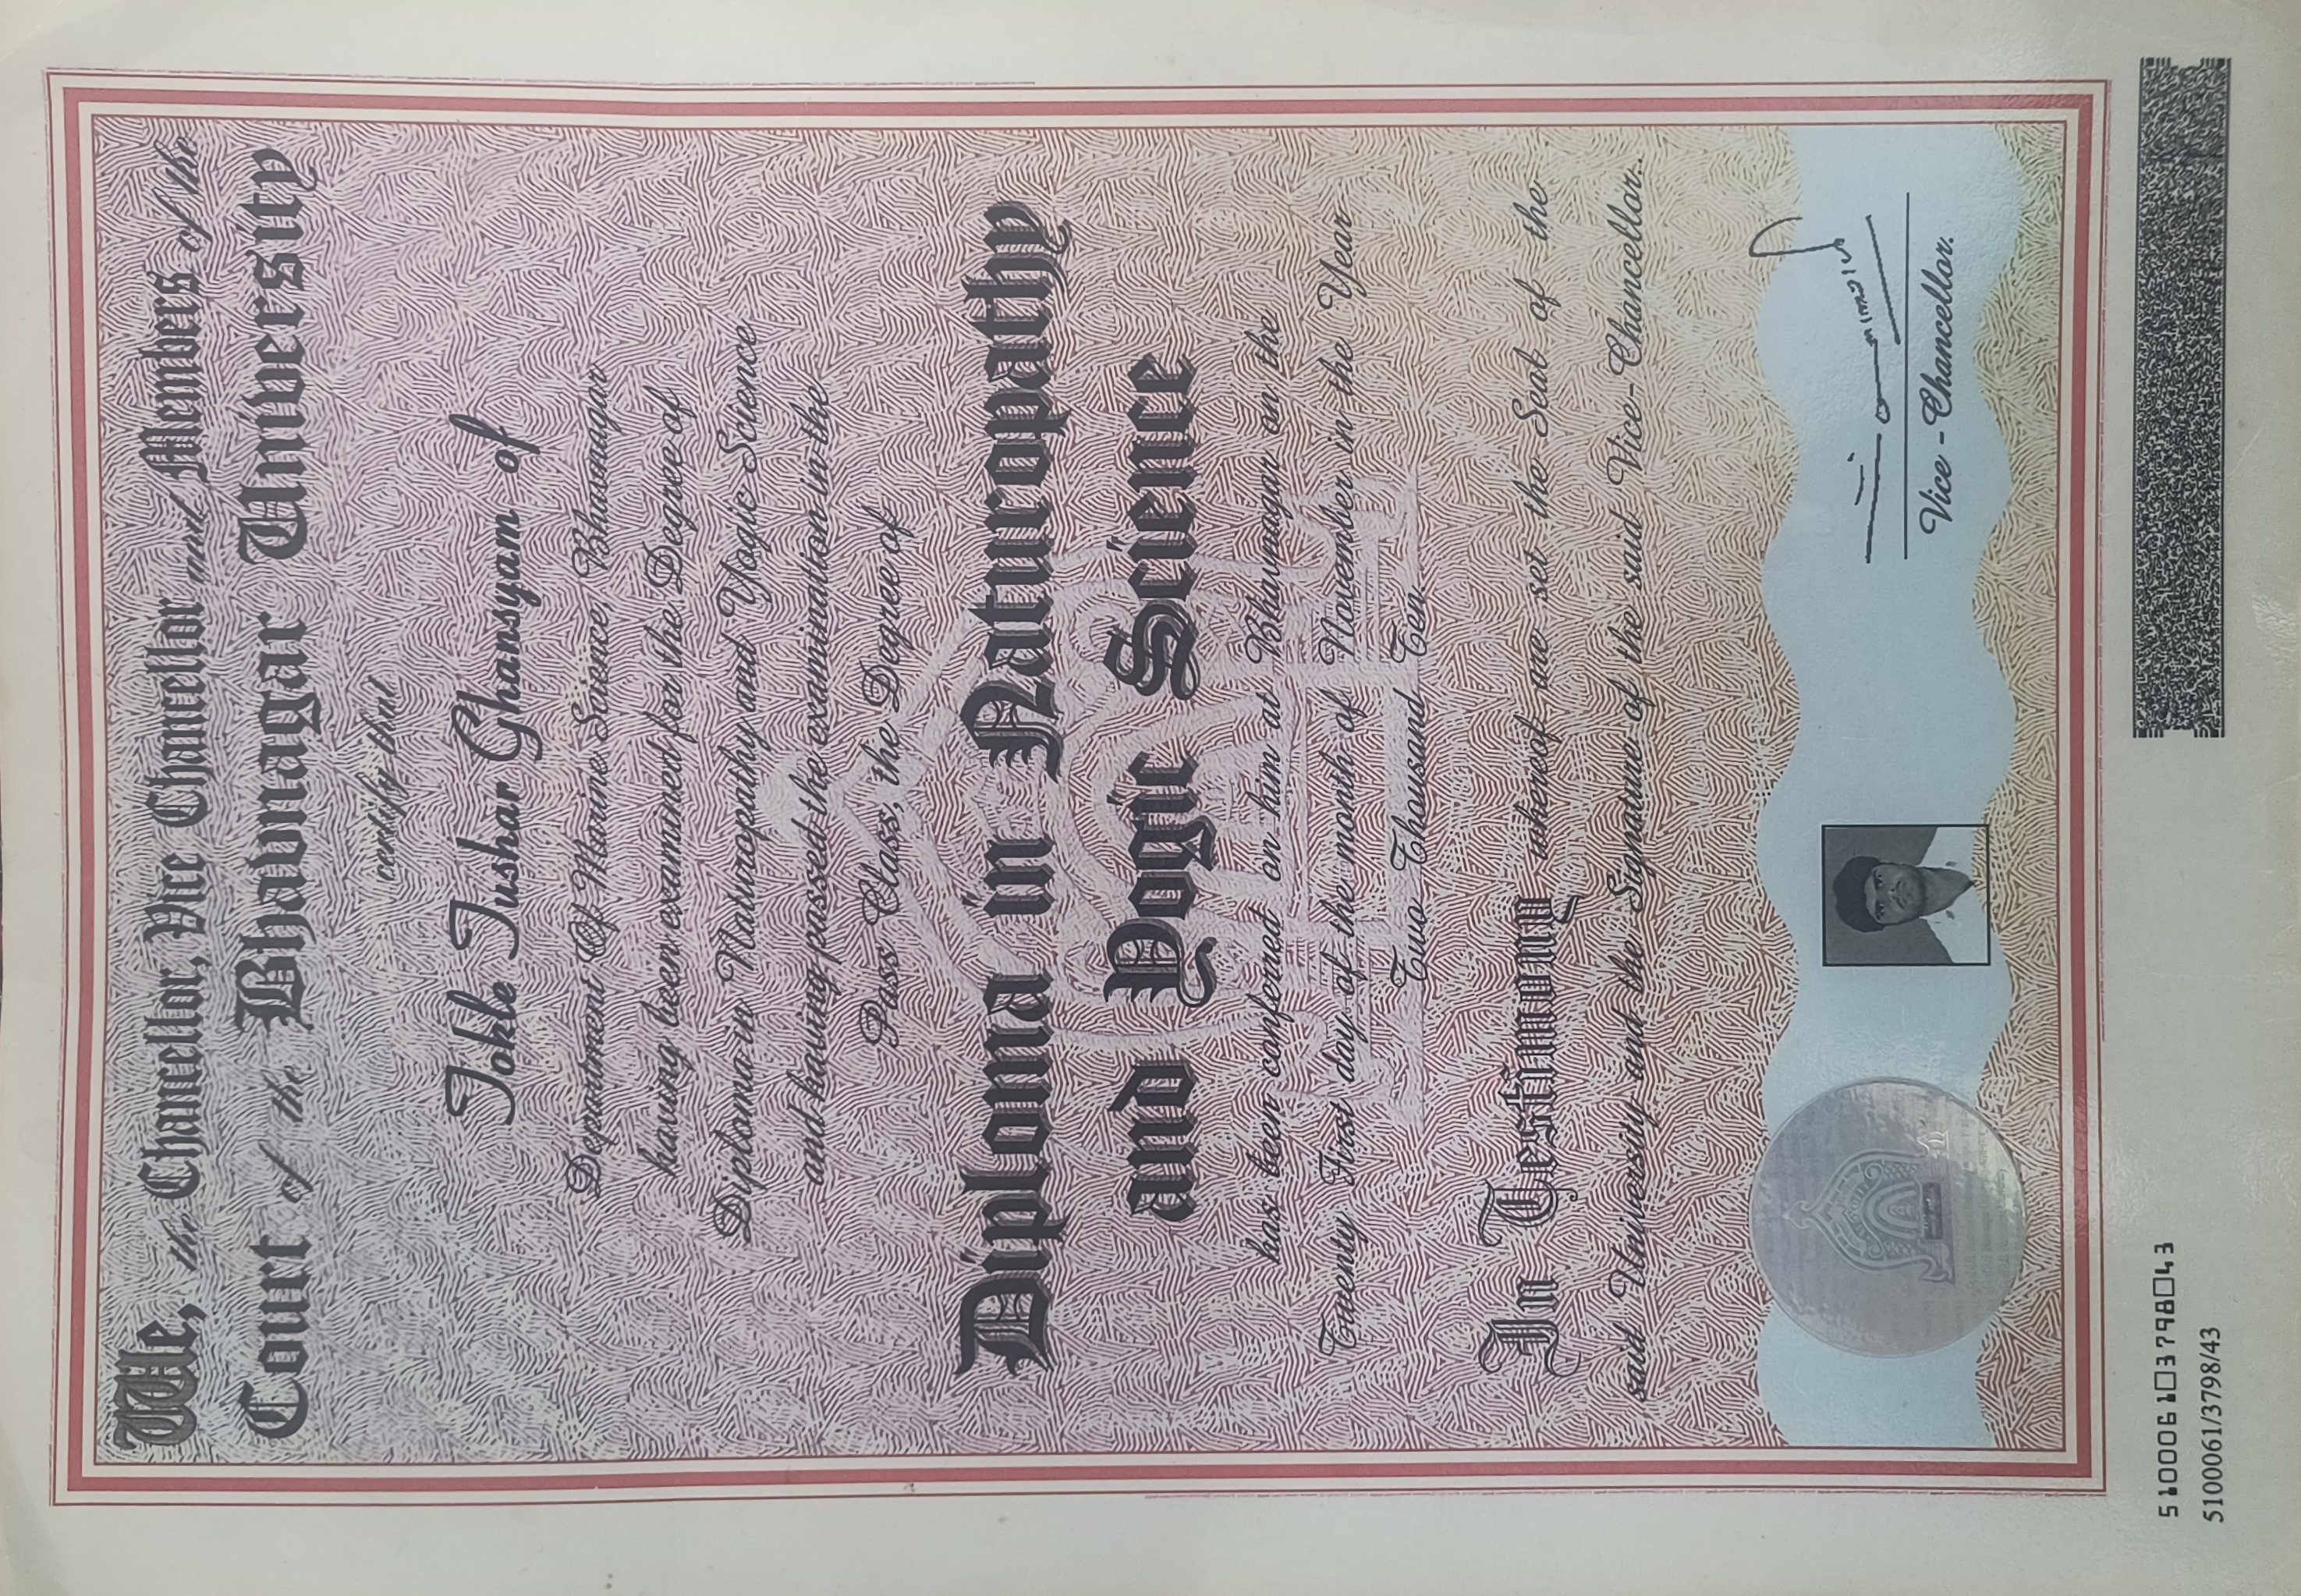 We, the Chancellor, Vice Chancellor and Members of the
Court of the Bhavnagar University
certify that
Tohle Tushar Ghansyam of
Department Of Marine Science, Bhavnagar
having been examined for the Degree of
Diploma in Naturopathy and Yogic Science
and having passed the examination in the
Pass Class, the Degree of
Diploma in Naturopathy
and Yogic Science
has been conferred on him at Bhavnagar on the
Twenty First day of the month of November in the Year
Two Thousand Ten
In Testimony whereof are set the Seal of the
said University and the Signature of the said Vice-Chancellor.
Vice - Chancellor.
5100061/3798/43